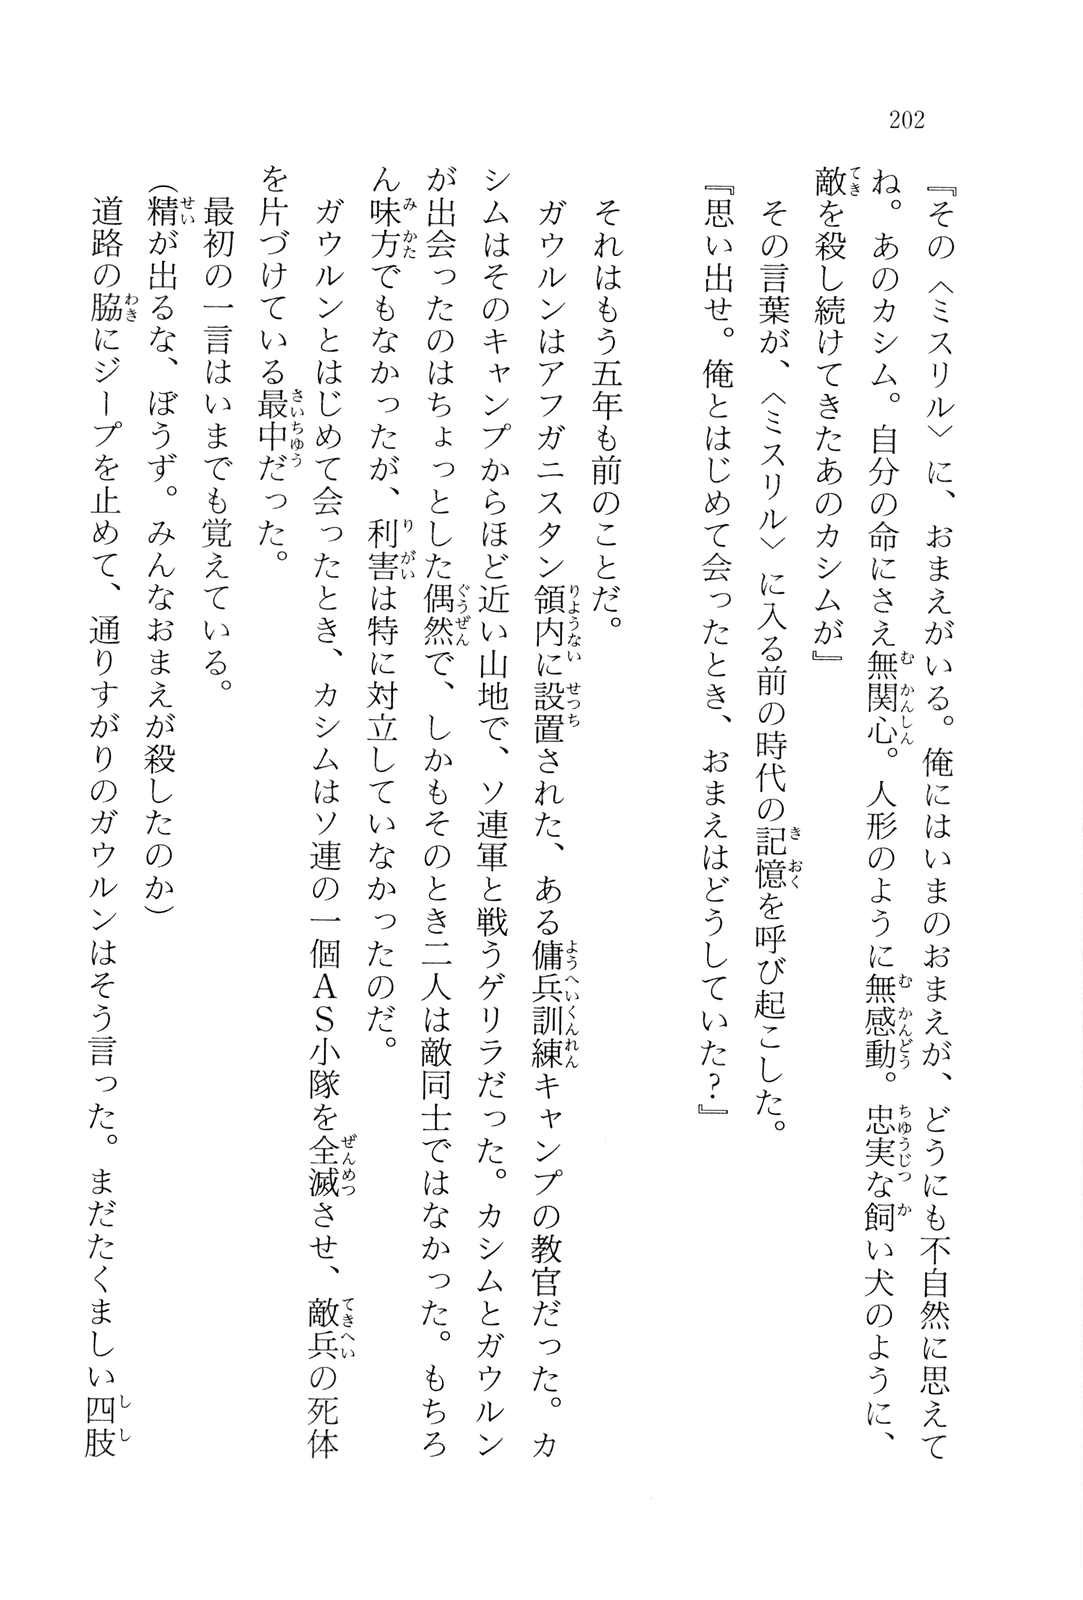 202
『その〈ミスリル〉に、おまえがいる。俺にはいまのおまえが、どうにも不自然に思えて
ね。あのカシム。自分の命にさえ無関心。人形のように無感動。忠実な飼い犬のように、
敵を殺し続けてきたあのカシムが』
その言葉が、〈ミスリル〉に入る前の時代の記憶を呼び起こした。
『思い出せ。俺とはじめて会ったとき、おまえはどうしていた？』
それはもう五年も前のことだ。
ガウルンはアフガニスタン領内に設置された、ある傭兵訓練キャンプの教官だった。カ
シムはそのキャンプからほど近い山地で、ソ連軍と戦うゲリラだった。カシムとガウルン
が出会ったのはちょっとした偶然で、しかもそのとき二人は敵同士ではなかった。もちろ
ん味方でもなかったが、利害は特に対立していなかったのだ。
ガウルンとはじめて会ったとき、カシムはソ連の一個ＡＳ小隊を全滅させ、敵兵の死体
を片づけている最中だった。
最初の一言はいまでも覚えている。
（精が出るな、ぼうず。みんなおまえが殺したのか）
道路の脇にジープを止めて、通りすがりのガウルンはそう言った。まだたくましい四肢